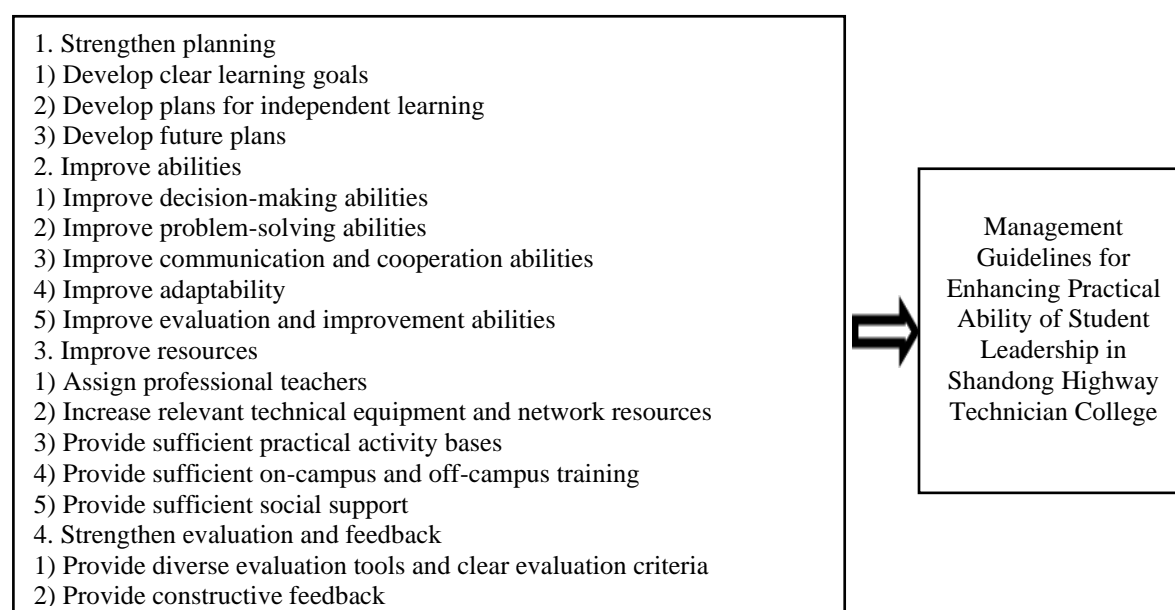 1. Strengthen planning
1) Develop clear learning goals
2) Develop plans for independent learning
3) Develop future plans
2. Improve abilities
1) Improve decision-making abilities
2) Improve problem-solving abilities
3) Improve communication and cooperation abilities
4) Improve adaptability
5) Improve evaluation and improvement abilities
3. Improve resources
1) Assign professional teachers
2) Increase relevant technical equipment and network resources
3) Provide sufficient practical activity bases
4) Provide sufficient on-campus and off-campus training
5) Provide sufficient social support
4. Strengthen evaluation and feedback
1) Provide diverse evaluation tools and clear evaluation criteria
2) Provide constructive feedback
Management
Guidelines for
Enhancing Practical
Ability of Student
Leadership in
Shandong Highway
Technician College